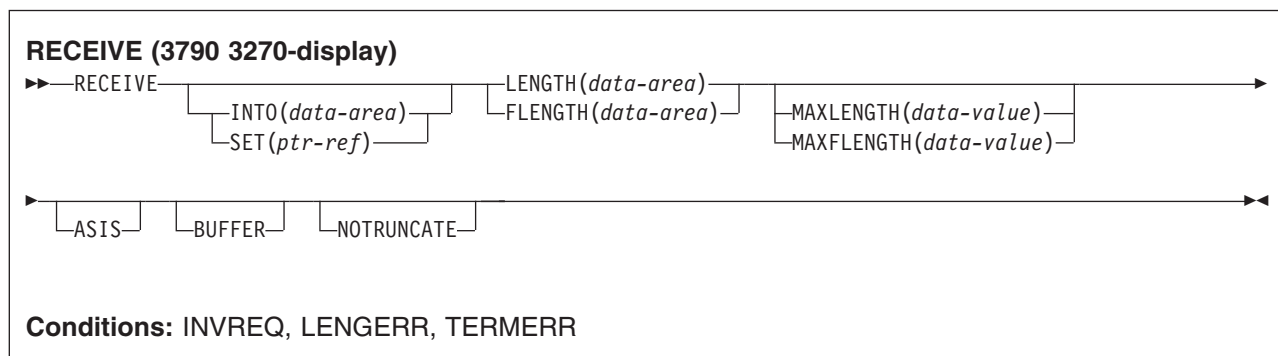 RECEIVE (3790 3270-display)
RECEIVE LENGTH(data-area)
INTO(data-area) FLENGTH(data-area) MAXLENGTH(data-value)
SET(ptr-ref) MAXFLENGTH(data-value)
ASIS BUFFER NOTRUNCATE
Conditions: INVREQ, LENGERR, TERMERR